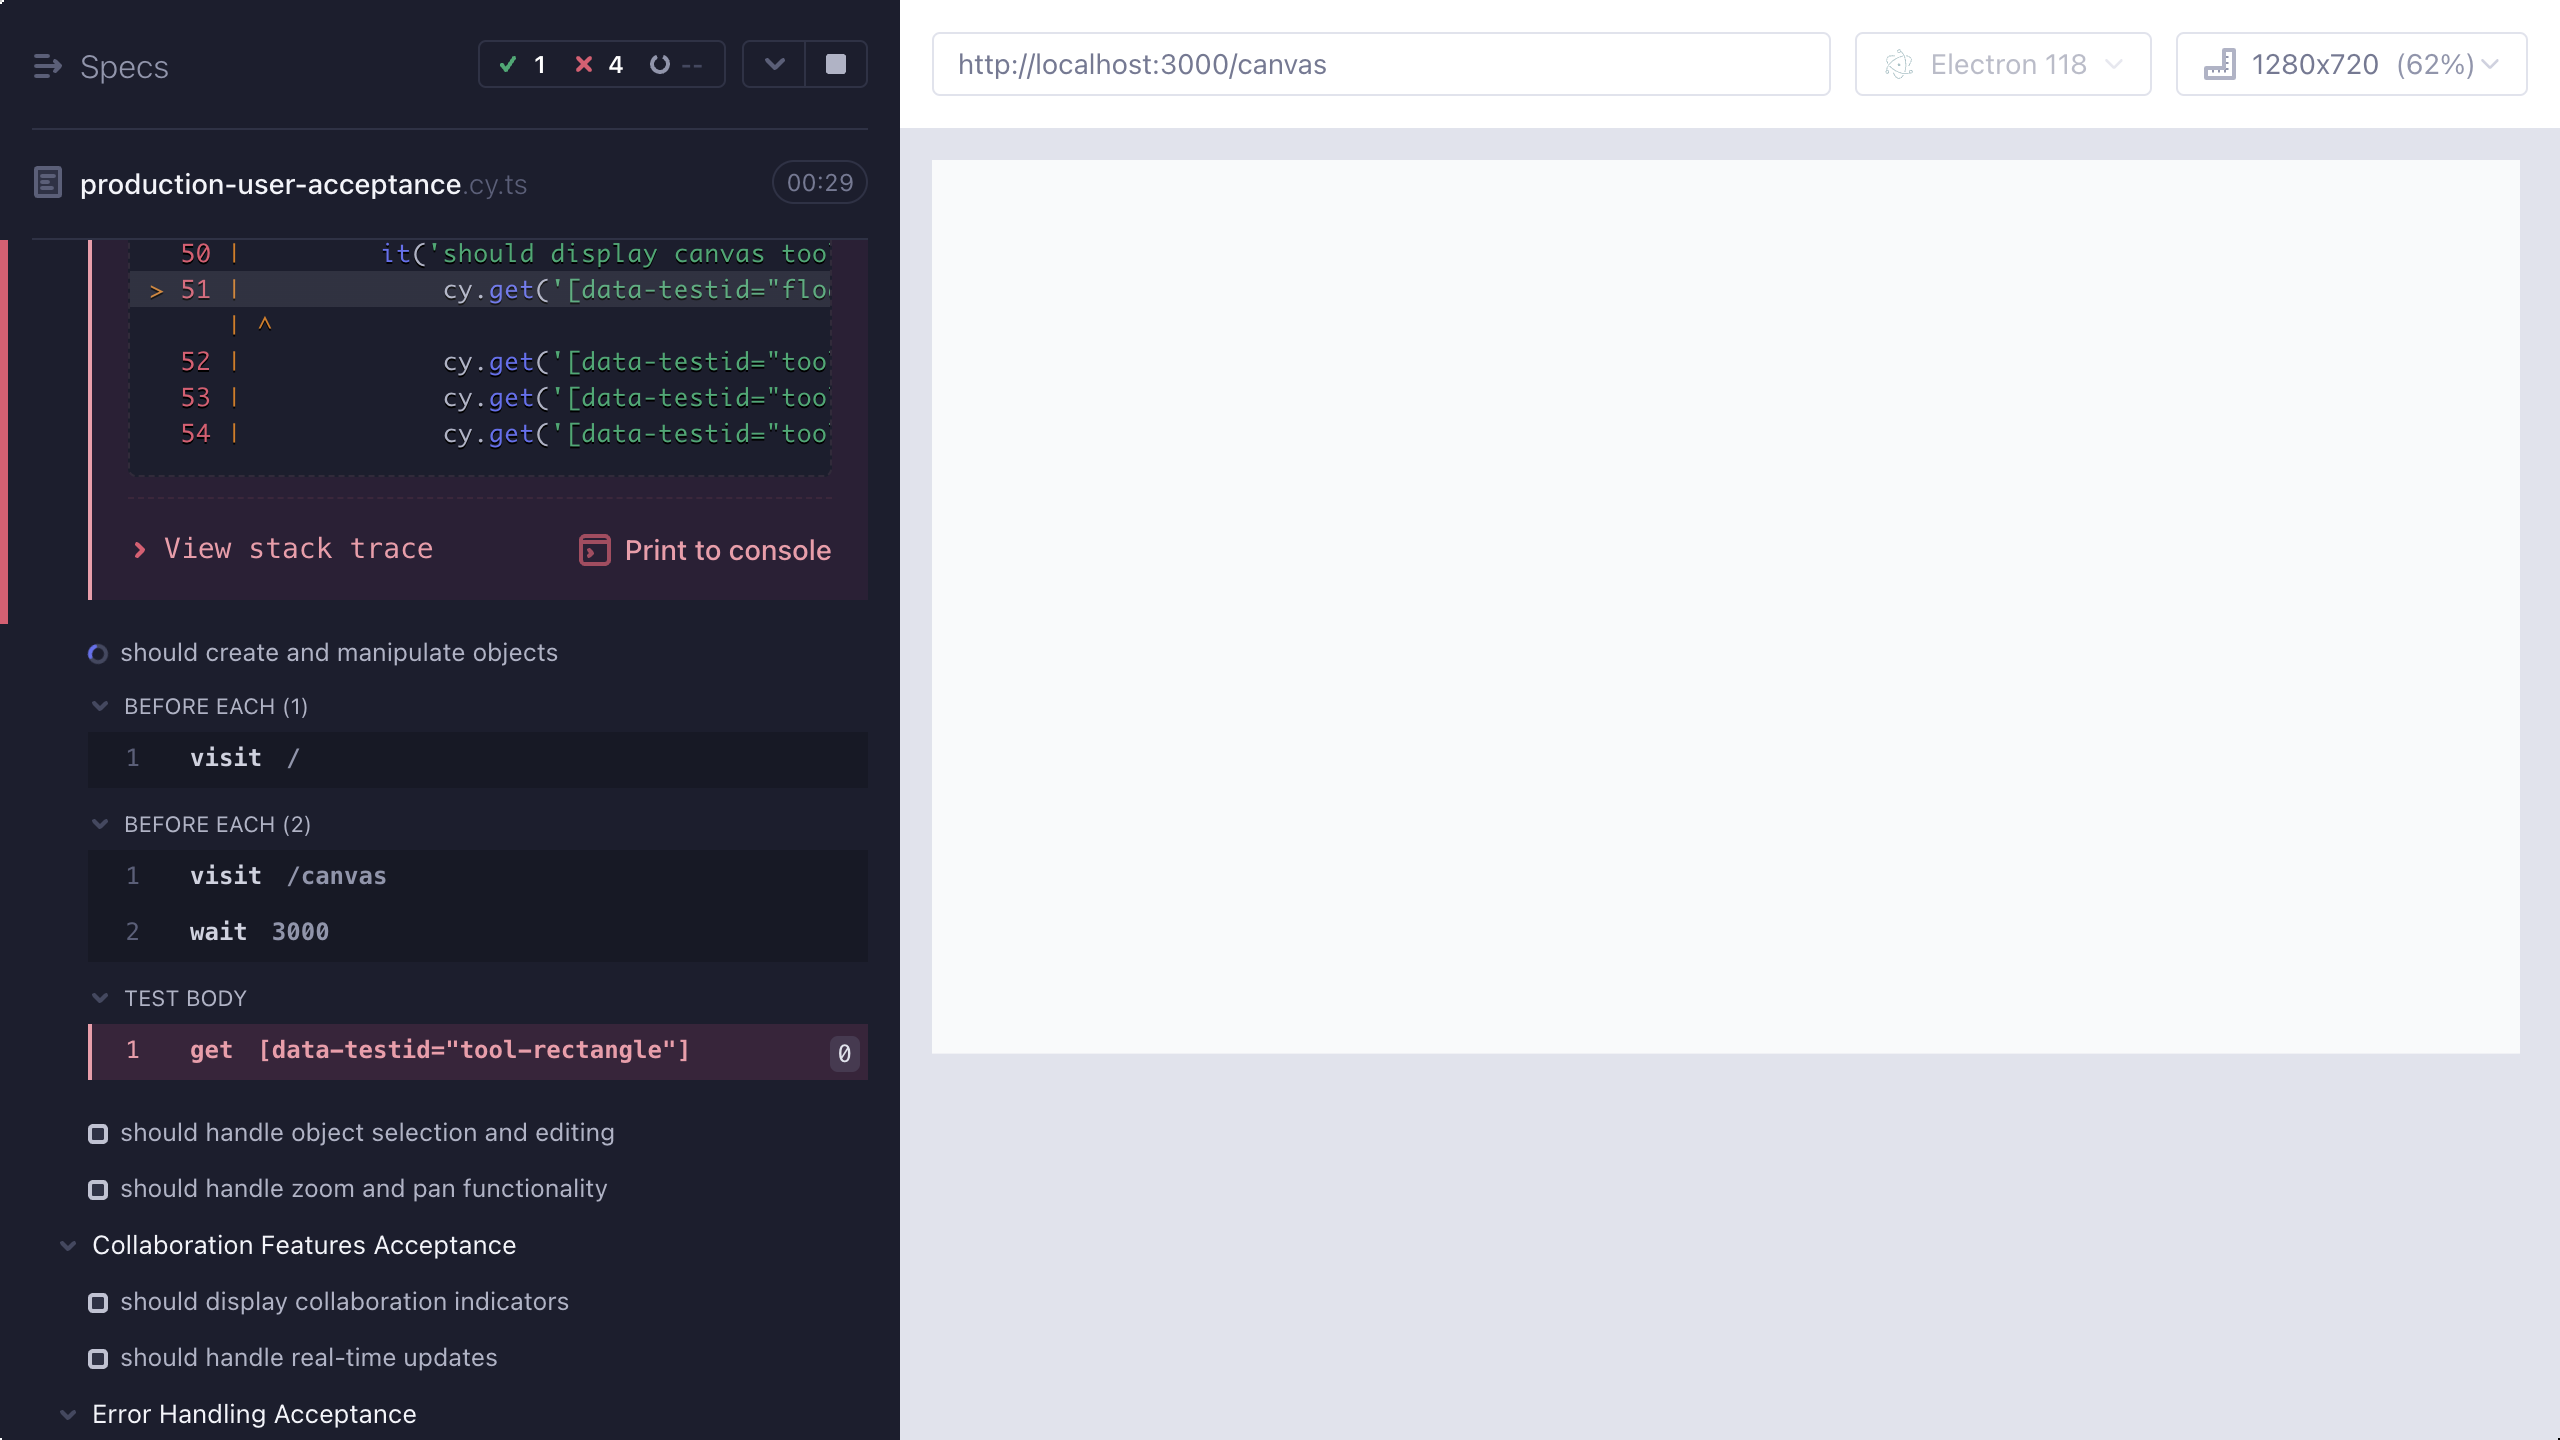 Specs
1 4 --
production-user-acceptance.cy.ts
00:29
50 | it('should display canvas too
> 51 | cy.get('[data-testid="flo
| ^
52 | cy.get('[data-testid="too
53 | cy.get('[data-testid="too
54 | cy.get('[data-testid="too
View stack trace
Print to console
should create and manipulate objects
BEFORE EACH (1)
1 visit /
BEFORE EACH (2)
1 visit /canvas
2 wait 3000
TEST BODY
1 get [data-testid="tool-rectangle"] 0
should handle object selection and editing
should handle zoom and pan functionality
Collaboration Features Acceptance
should display collaboration indicators
should handle real-time updates
Error Handling Acceptance
http://localhost:3000/canvas
Electron 118
1280x720 (62%)